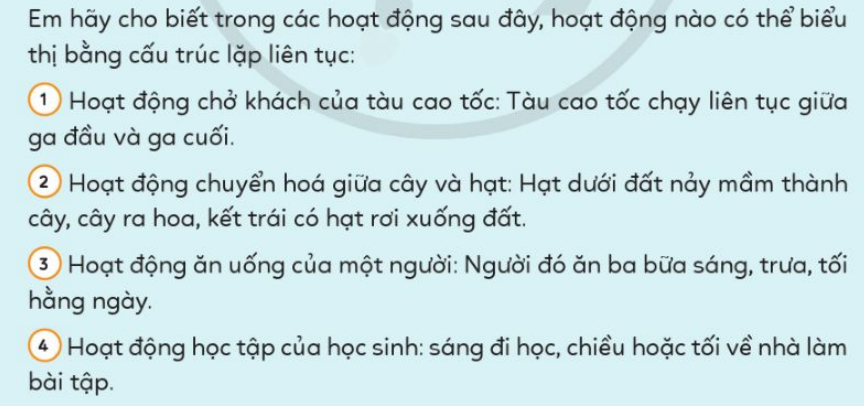 Em hãy cho biết trong các hoạt động sau đây, hoạt động nào có thể biểu
thị bằng cấu trúc lặp liên tục:
1 Hoạt động chở khách của tàu cao tốc: Tàu cao tốc chạy liên tục giữa
ga đầu và ga cuối.
2 Hoạt động chuyển hoá giữa cây và hạt: Hạt dưới đất nảy mầm thành
cây, cây ra hoa, kết trái có hạt rơi xuống đất.
3 Hoạt động ăn uống của một người: Người đó ăn ba bữa sáng, trưa, tối
hằng ngày.
4 Hoạt động học tập của học sinh: sáng đi học, chiều hoặc tối về nhà làm
bài tập.